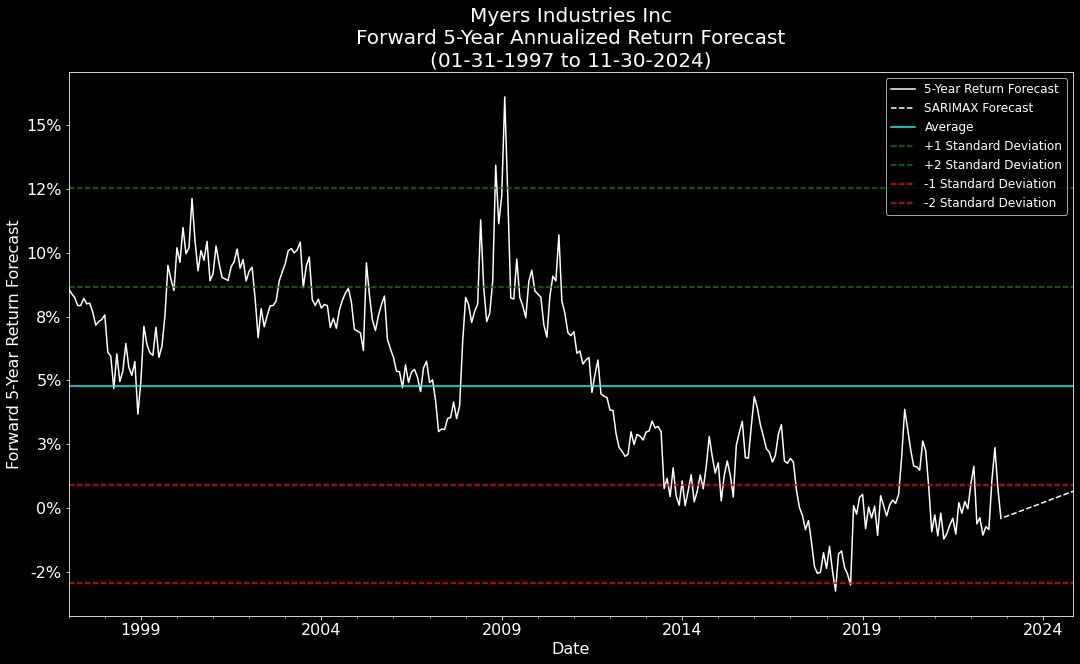 Myers Industries Inc
Forward 5-Year Annualized Return Forecast
(01-31-1997 to 11-30-2024)
5-Year Return Forecast
SARIMAX Forecast
Average
+1 Standard Deviation
+2 Standard Deviation
-1 Standard Deviation
-2 Standard Deviation
Forward 5-Year Return Forecast
15%
12%
10%
8%
5%
3%
0%
-2%
1999
2004
2009
2014
2019
2024
Date